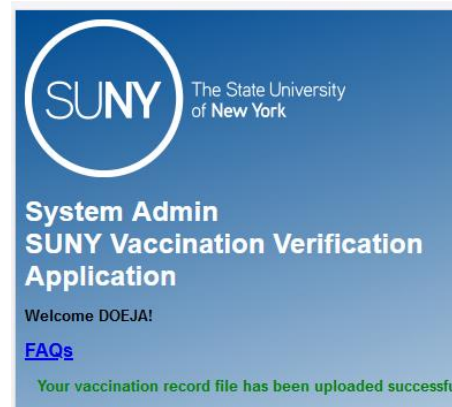 SUNY
The State University
of New York
System Admin
SUNY Vaccination Verification
Application
Welcome DOEJA!
FAQs
Your vaccination record file has been uploaded